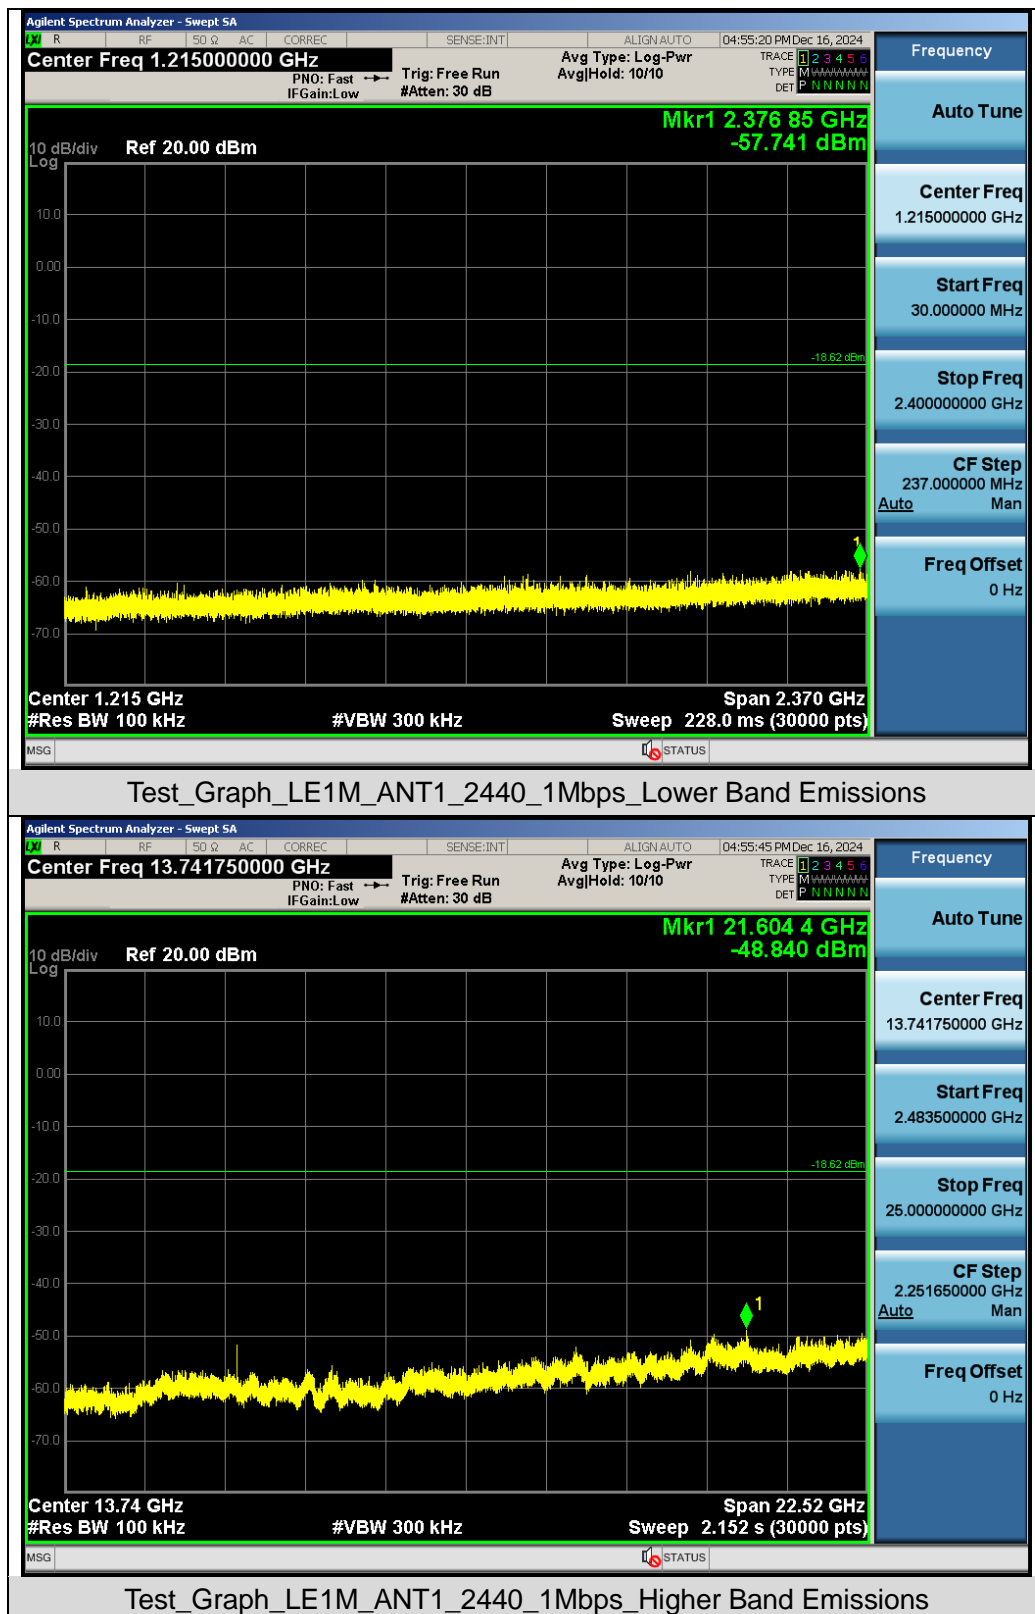 Agilent Spectrum Analyzer - Swept SA
LXI R RF 50 Ω AC CORREC SENSE:INT ALIGN AUTO 04:55:20 PM Dec 16, 2024
Center Freq 1.215000000 GHz
PNO: Fast
IFGain:Low
Trig: Free Run
#Atten: 30 dB
Avg Type: Log-Pwr
Avg|Hold: 10/10
TRACE 1 2 3 4 5 6
TYPE M WWWWW
DET P N N N N N
Frequency
Auto Tune
Center Freq
1.215000000 GHz
Start Freq
30.000000 MHz
Stop Freq
2.400000000 GHz
CF Step
237.000000 MHz
Auto Man
Freq Offset
0 Hz
Mkr1 2.376 85 GHz
-57.741 dBm
10 dB/div Ref 20.00 dBm
Log
10.0
0.00
-10.0
-18.62 dBm
-20.0
-30.0
-40.0
-50.0
1
-60.0
-70.0
Center 1.215 GHz Span 2.370 GHz
#Res BW 100 kHz #VBW 300 kHz Sweep 228.0 ms (30000 pts)
MSG STATUS
Test_Graph_LE1M_ANT1_2440_1Mbps_Lower Band Emissions
Agilent Spectrum Analyzer - Swept SA
LXI R RF 50 Ω AC CORREC SENSE:INT ALIGN AUTO 04:55:45 PM Dec 16, 2024
Center Freq 13.741750000 GHz
PNO: Fast
IFGain:Low
Trig: Free Run
#Atten: 30 dB
Avg Type: Log-Pwr
Avg|Hold: 10/10
TRACE 1 2 3 4 5 6
TYPE M WWWWW
DET P N N N N N
Frequency
Auto Tune
Center Freq
13.741750000 GHz
Start Freq
2.483500000 GHz
Stop Freq
25.000000000 GHz
CF Step
2.251650000 GHz
Auto Man
Freq Offset
0 Hz
Mkr1 21.604 4 GHz
-48.840 dBm
10 dB/div Ref 20.00 dBm
Log
10.0
0.00
-10.0
-18.62 dBm
-20.0
-30.0
-40.0
1
-50.0
-60.0
-70.0
Center 13.74 GHz Span 22.52 GHz
#Res BW 100 kHz #VBW 300 kHz Sweep 2.152 s (30000 pts)
MSG STATUS
Test_Graph_LE1M_ANT1_2440_1Mbps_Higher Band Emissions